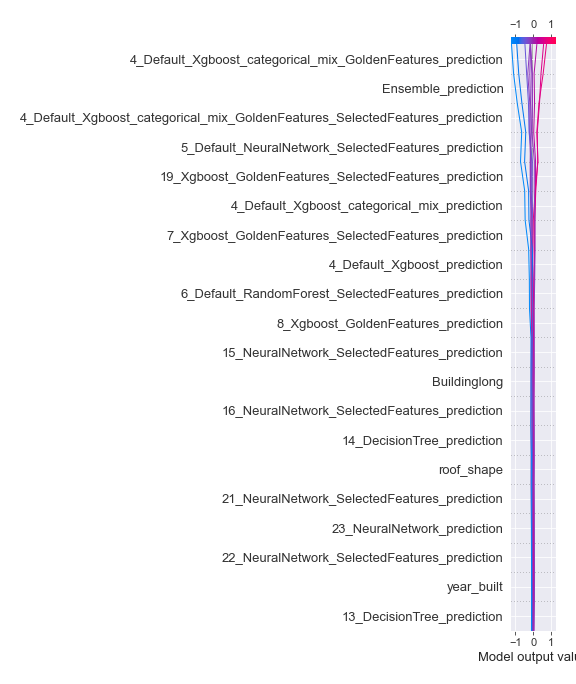 −1 0 1
4_Default_Xgboost_categorical_mix_GoldenFeatures_prediction
Ensemble_prediction
4_Default_Xgboost_categorical_mix_GoldenFeatures_SelectedFeatures_prediction
5_Default_NeuralNetwork_SelectedFeatures_prediction
19_Xgboost_GoldenFeatures_SelectedFeatures_prediction
4_Default_Xgboost_categorical_mix_prediction
7_Xgboost_GoldenFeatures_SelectedFeatures_prediction
4_Default_Xgboost_prediction
6_Default_RandomForest_SelectedFeatures_prediction
8_Xgboost_GoldenFeatures_prediction
15_NeuralNetwork_SelectedFeatures_prediction
Buildinglong
16_NeuralNetwork_SelectedFeatures_prediction
14_DecisionTree_prediction
roof_shape
21_NeuralNetwork_SelectedFeatures_prediction
23_NeuralNetwork_prediction
22_NeuralNetwork_SelectedFeatures_prediction
year_built
13_DecisionTree_prediction
−1 0 1
Model output valu